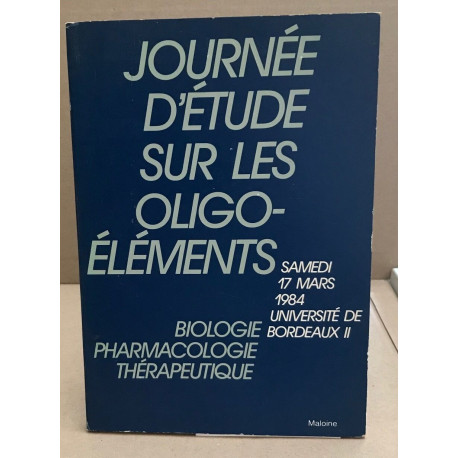 JOURNÉE
D'ÉTUDE
SUR LES
OLIGO-
ÉLÉMENTS
SAMEDI
17 MARS
1984
UNIVERSITÉ DE
BORDEAUX II
BIOLOGIE
PHARMACOLOGIE
THÉRAPEUTIQUE
Maloine